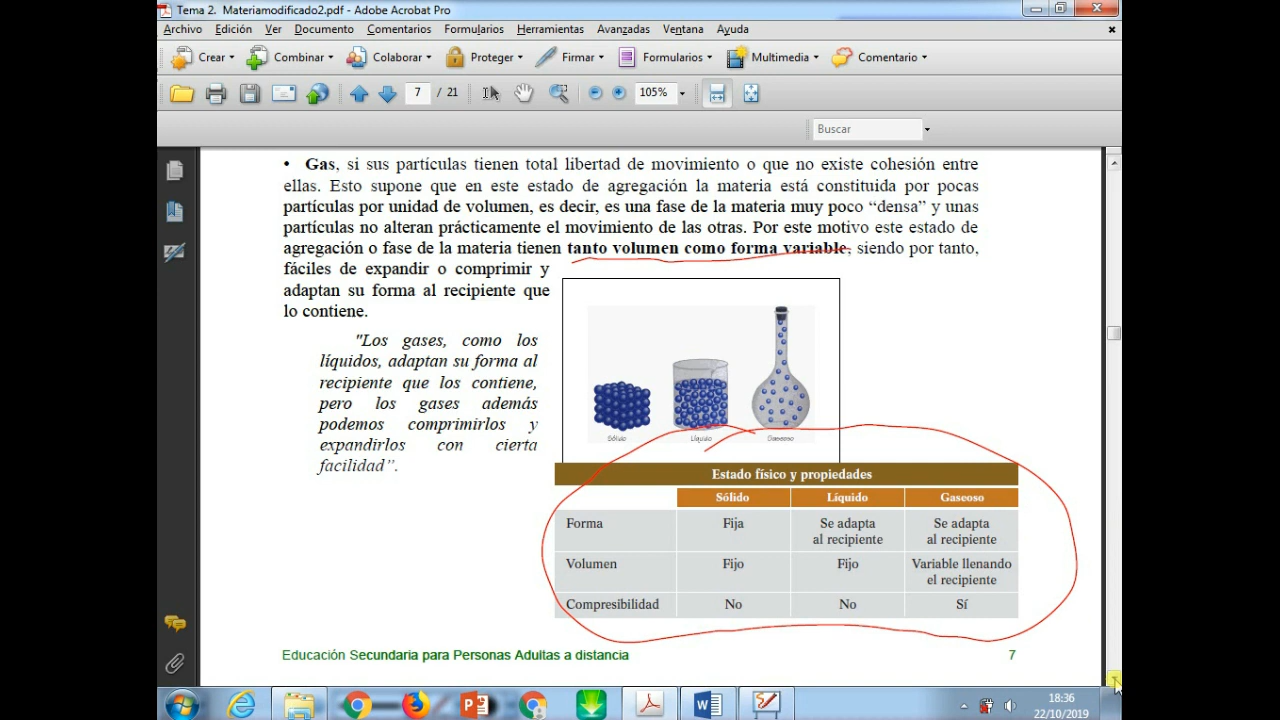 Tema 2. Materiamodificado2.pdf - Adobe Acrobat Pro
Archivo Edición Ver Documento Comentarios Formularios Herramientas Avanzadas Ventana Ayuda
Crear Combinar Colaborar Proteger Firmar Formularios Multimedia Comentario
7 / 21 105%
Buscar
• Gas, si sus partículas tienen total libertad de movimiento o que no existe cohesión entre
ellas. Esto supone que en este estado de agregación la materia está constituida por pocas
partículas por unidad de volumen, es decir, es una fase de la materia muy poco “densa” y unas
partículas no alteran prácticamente el movimiento de las otras. Por este motivo este estado de
agregación o fase de la materia tienen tanto volumen como forma variable, siendo por tanto,
fáciles de expandir o comprimir y
adaptan su forma al recipiente que
lo contiene.
"Los gases, como los
líquidos, adaptan su forma al
recipiente que los contiene,
pero los gases además
podemos comprimirlos y
expandirlos con cierta
facilidad”.
Sólido Líquido Gaseoso
Estado físico y propiedades
Sólido Líquido Gaseoso
Forma Fija Se adapta al recipiente Se adapta al recipiente
Volumen Fijo Fijo Variable llenando el recipiente
Compresibilidad No No Sí
Educación Secundaria para Personas Adultas a distancia 7
18:36
22/10/2019